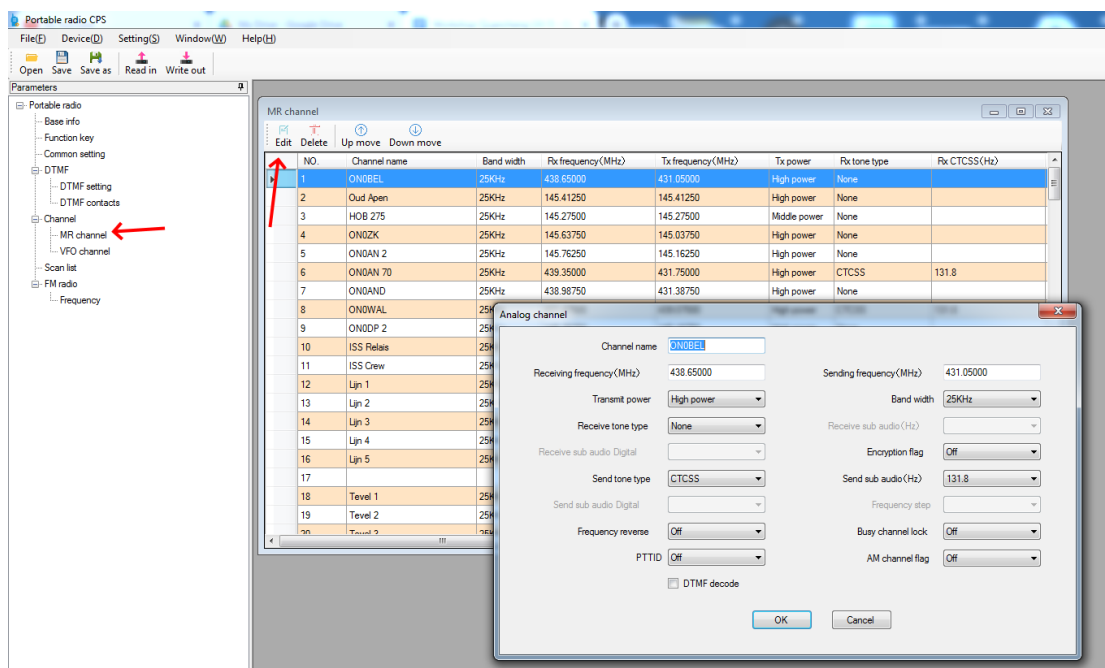 Portable radio CPS
File(F) Device(D) Setting(S) Window(W) Help(H)
Open Save Save as Read in Write out
Parameters
Portable radio
Base info
Function key
Common setting
DTMF
DTMF setting
DTMF contacts
Channel
MR channel
VFO channel
Scan list
FM radio
Frequency
MR channel
Edit Delete Up move Down move
NO. Channel name Band width Rx frequency(MHz) Tx frequency(MHz) Tx power Rx tone type Rx CTCSS(Hz)
1 ON0BEL 25KHz 438.65000 431.05000 High power None
2 Oud Apen 25KHz 145.41250 145.41250 High power None
3 HOB 275 25KHz 145.27500 145.27500 Middle power None
4 ON0ZK 25KHz 145.63750 145.03750 High power None
5 ON0AN 2 25KHz 145.76250 145.16250 High power None
6 ON0AN 70 25KHz 439.35000 431.75000 High power CTCSS 131.8
7 ON0AND 25KHz 438.98750 431.38750 High power None
8 ON0WAL
9 ON0DP 2
10 ISS Relais
11 ISS Crew
12 Lijn 1
13 Lijn 2
14 Lijn 3
15 Lijn 4
16 Lijn 5
17
18 Tevel 1
19 Tevel 2
20 Tevel 3
Analog channel
Channel name ON0BEL
Receiving frequency(MHz) 438.65000 Sending frequency(MHz) 431.05000
Transmit power High power Band width 25KHz
Receive tone type None Receive sub audio(Hz)
Receive sub audio Digital Encryption flag Off
Send tone type CTCSS Send sub audio(Hz) 131.8
Send sub audio Digital Frequency step
Frequency reverse Off Busy channel lock Off
PTTID Off AM channel flag Off
DTMF decode
OK Cancel